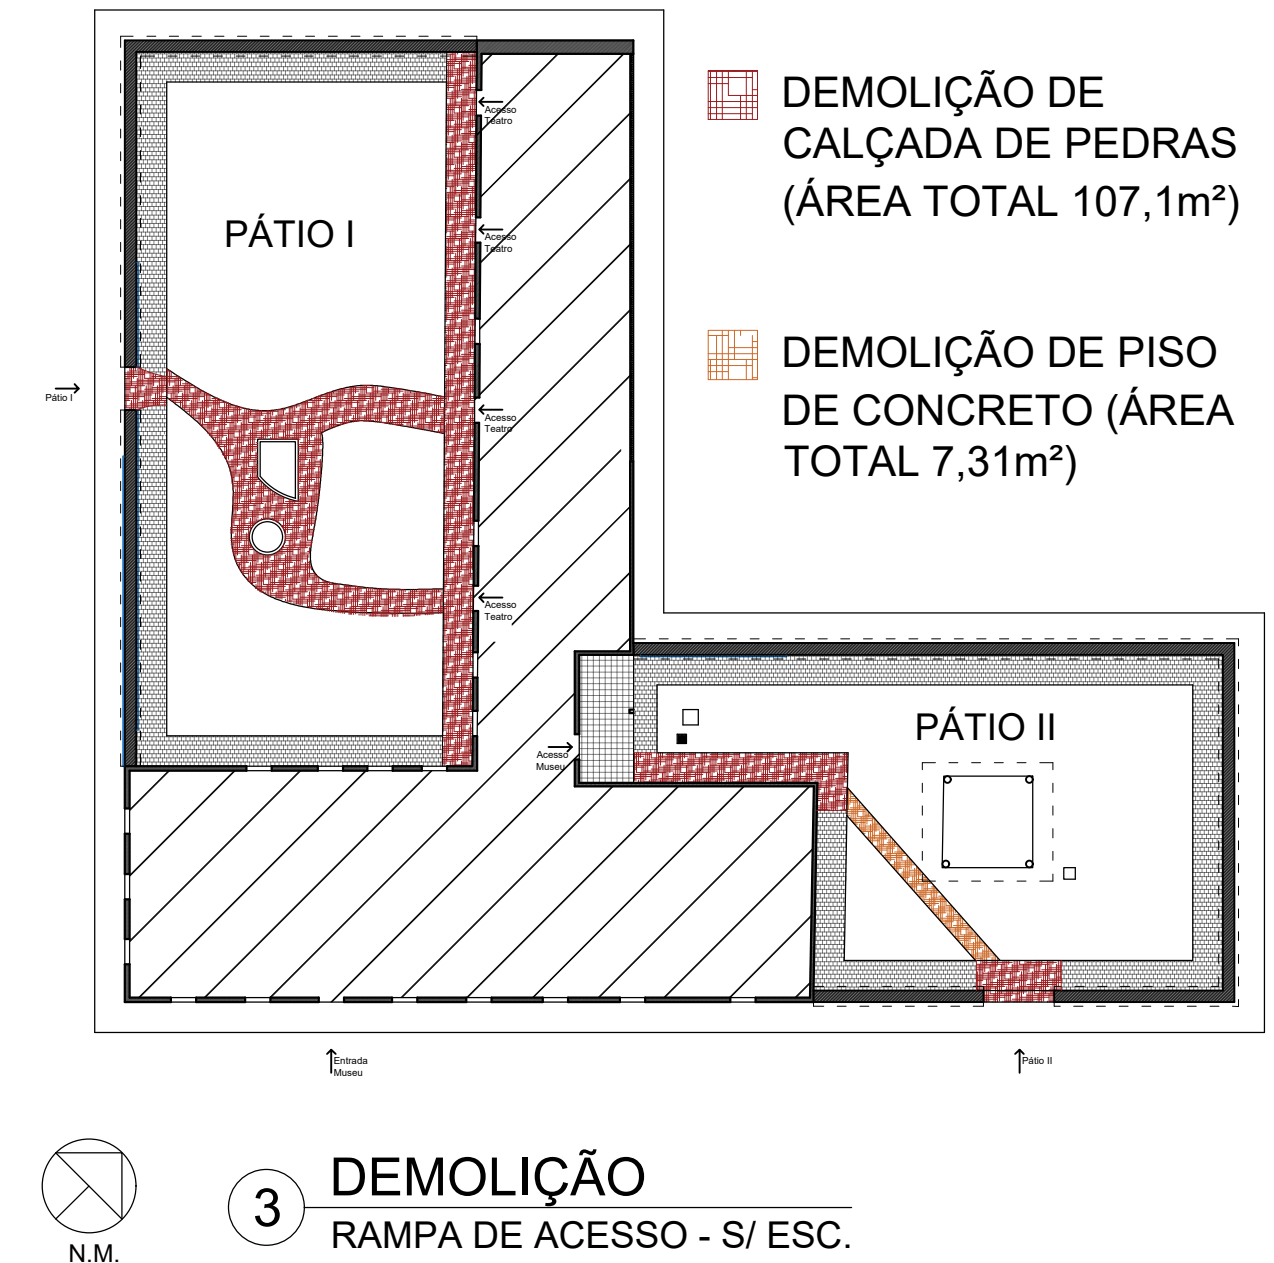 DEMOLIÇÃO DE
CALÇADA DE PEDRAS
(ÁREA TOTAL 107,1m²)
PÁTIO I
DEMOLIÇÃO DE PISO
DE CONCRETO (ÁREA
TOTAL 7,31m²)
Acesso
Teatro
Acesso
Teatro
Pátio I
Acesso
Teatro
Acesso
Teatro
PÁTIO II
Acesso
Museu
Entrada
Museu
Pátio II
N.M.
3
DEMOLIÇÃO
RAMPA DE ACESSO - S/ ESC.